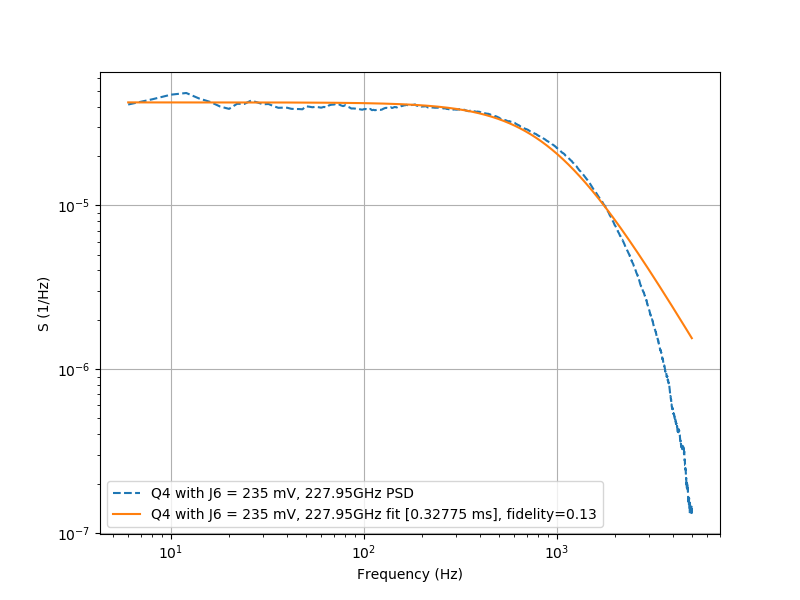 10⁻⁵
10⁻⁶
10⁻⁷
S (1/Hz)
Q4 with J6 = 235 mV, 227.95GHz PSD
Q4 with J6 = 235 mV, 227.95GHz fit [0.32775 ms], fidelity=0.13
10¹
10²
10³
Frequency (Hz)